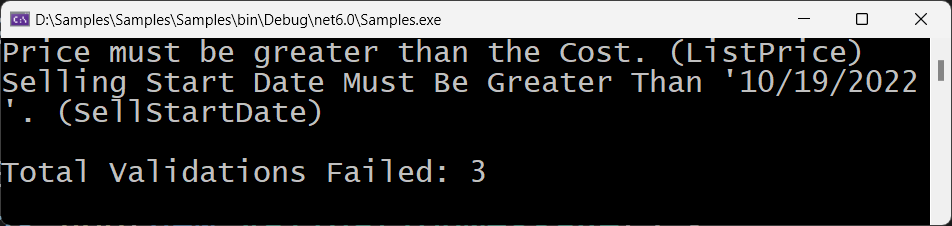 D:\Samples\Samples\Samples\bin\Debug\net6.0\Samples.exe
Price must be greater than the Cost. (ListPrice)
Selling Start Date Must Be Greater Than '10/19/2022
'. (SellStartDate)
Total Validations Failed: 3